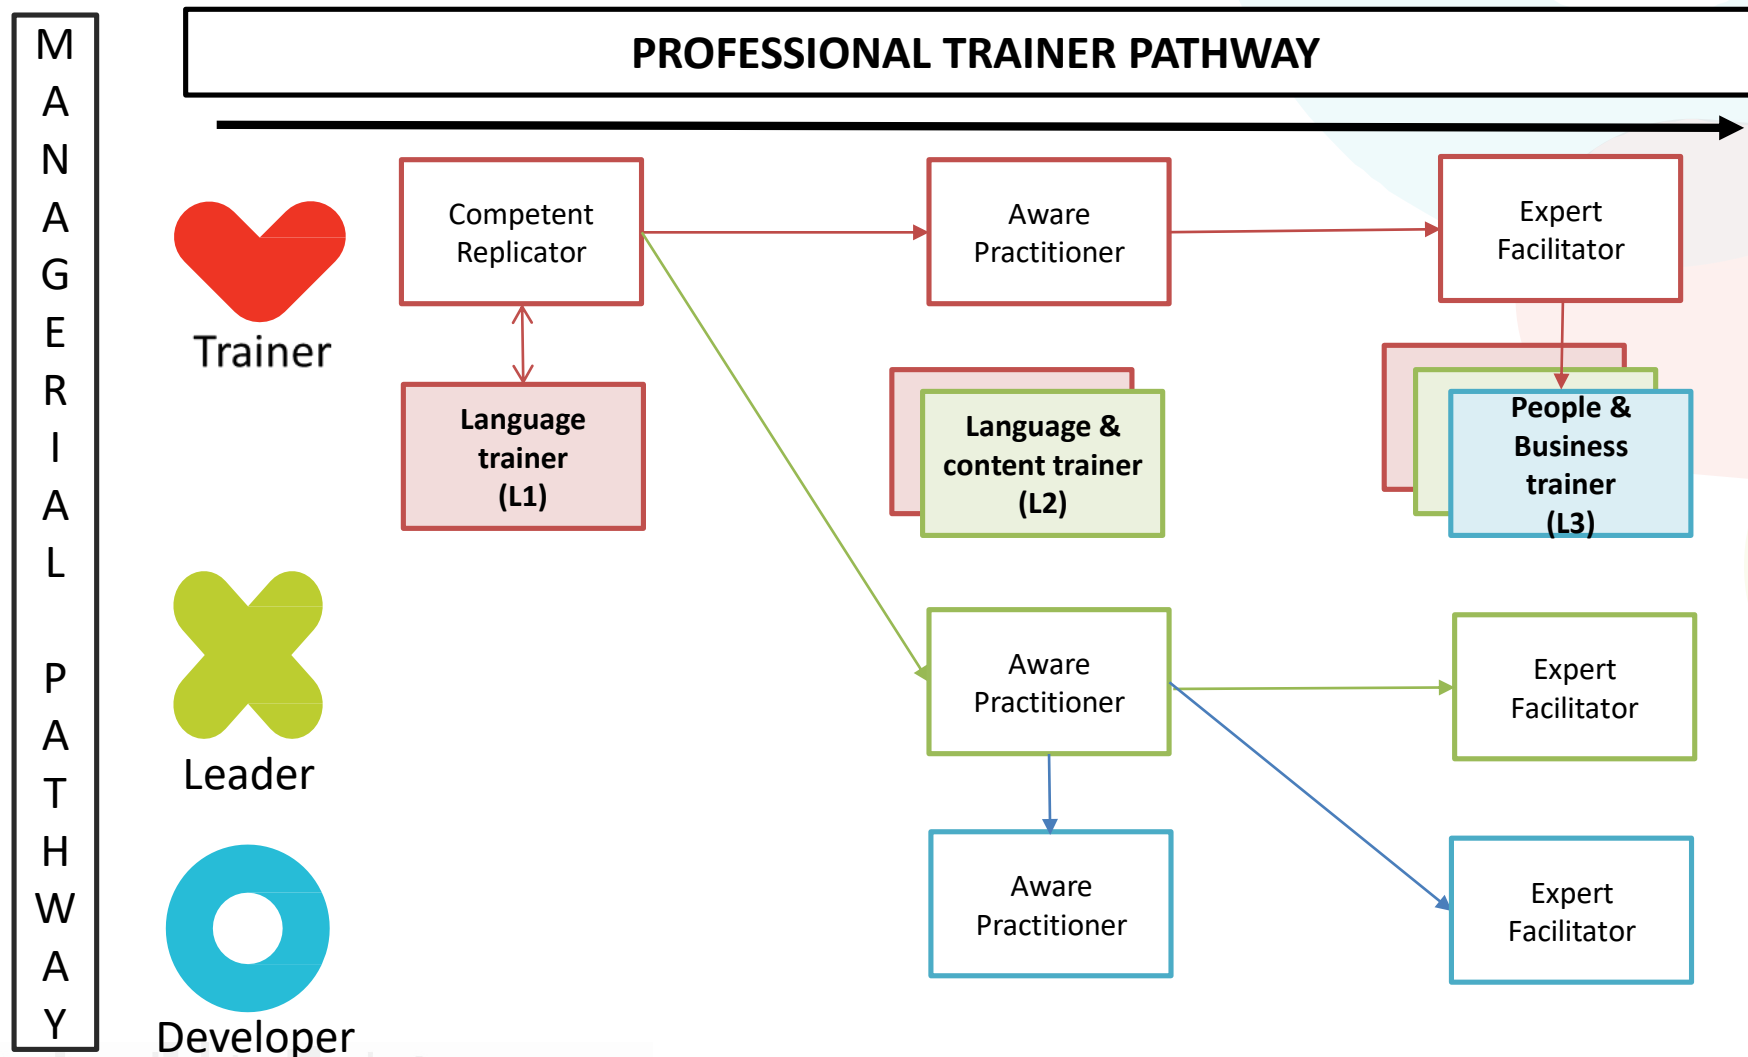 MANAGERIAL PATHWAY
PROFESSIONAL TRAINER PATHWAY
Trainer
Competent
Replicator
Aware
Practitioner
Expert
Facilitator
Language
trainer
(L1)
Language &
content trainer
(L2)
People &
Business
trainer
(L3)
Leader
Aware
Practitioner
Expert
Facilitator
Developer
Aware
Practitioner
Expert
Facilitator